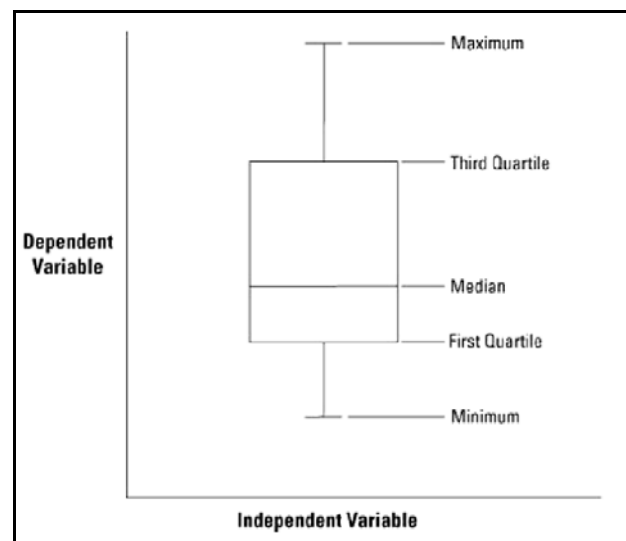 Maximum
Third Quartile
Dependent
Variable
Median
First Quartile
Minimum
Independent Variable